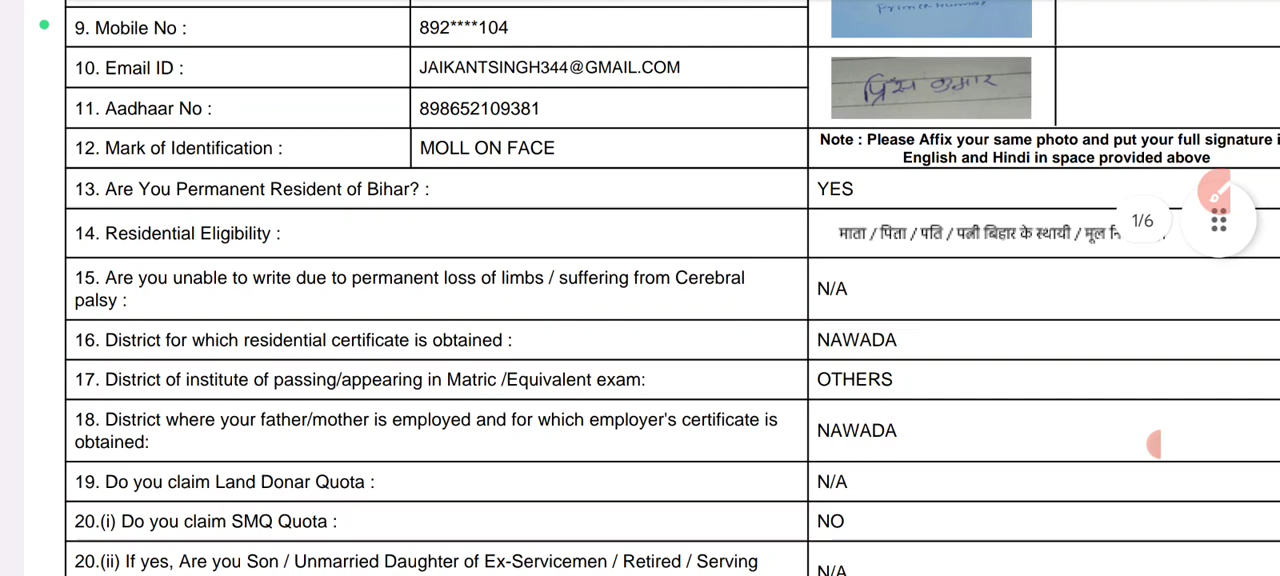 Prince Kumar
9. Mobile No : 892****104
10. Email ID : JAIKANTSINGH344@GMAIL.COM
प्रिंस कुमार
11. Aadhaar No : 898652109381
12. Mark of Identification : MOLL ON FACE
Note : Please Affix your same photo and put your full signature i
English and Hindi in space provided above
13. Are You Permanent Resident of Bihar? : YES
14. Residential Eligibility : माता / पिता / पति / पत्नी बिहार के स्थायी / मूल नि
1/6
15. Are you unable to write due to permanent loss of limbs / suffering from Cerebral
palsy : N/A
16. District for which residential certificate is obtained : NAWADA
17. District of institute of passing/appearing in Matric /Equivalent exam: OTHERS
18. District where your father/mother is employed and for which employer's certificate is
obtained: NAWADA
19. Do you claim Land Donar Quota : N/A
20.(i) Do you claim SMQ Quota : NO
20.(ii) If yes, Are you Son / Unmarried Daughter of Ex-Servicemen / Retired / Serving
N/A